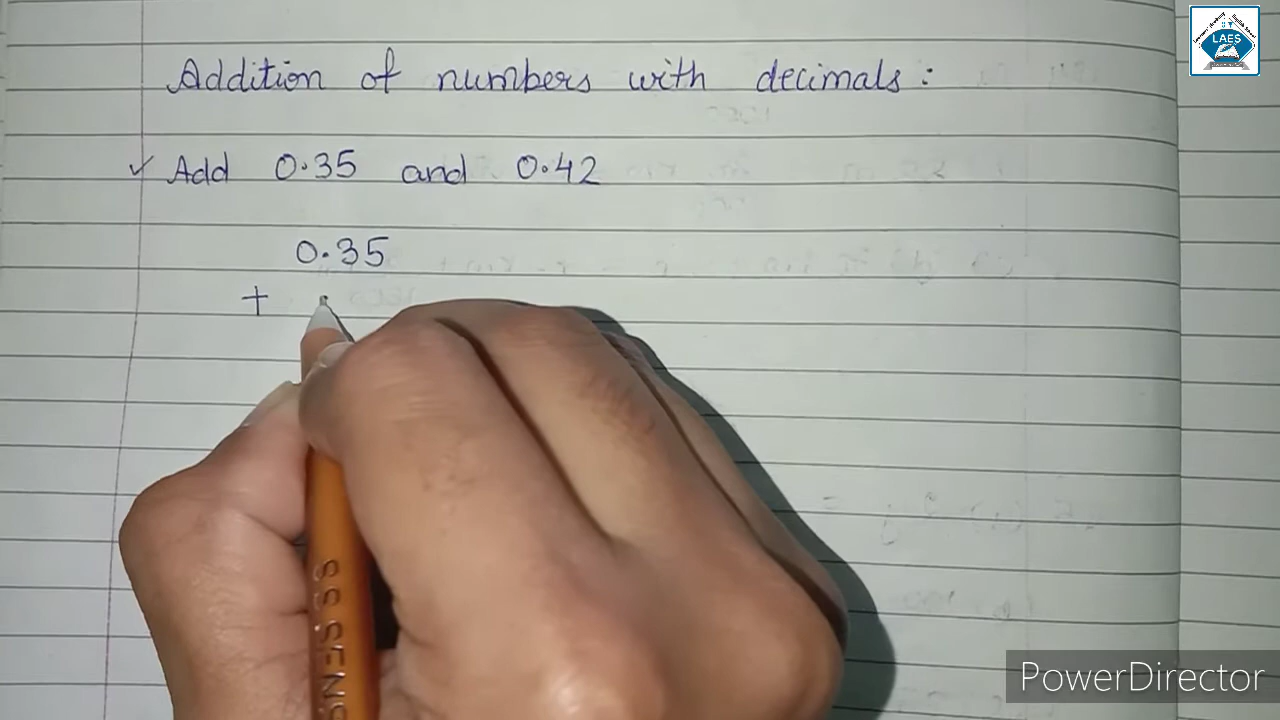 LAES
Addition of numbers with decimals :
✓ Add 0.35 and 0.42
0.35
+ .
PowerDirector